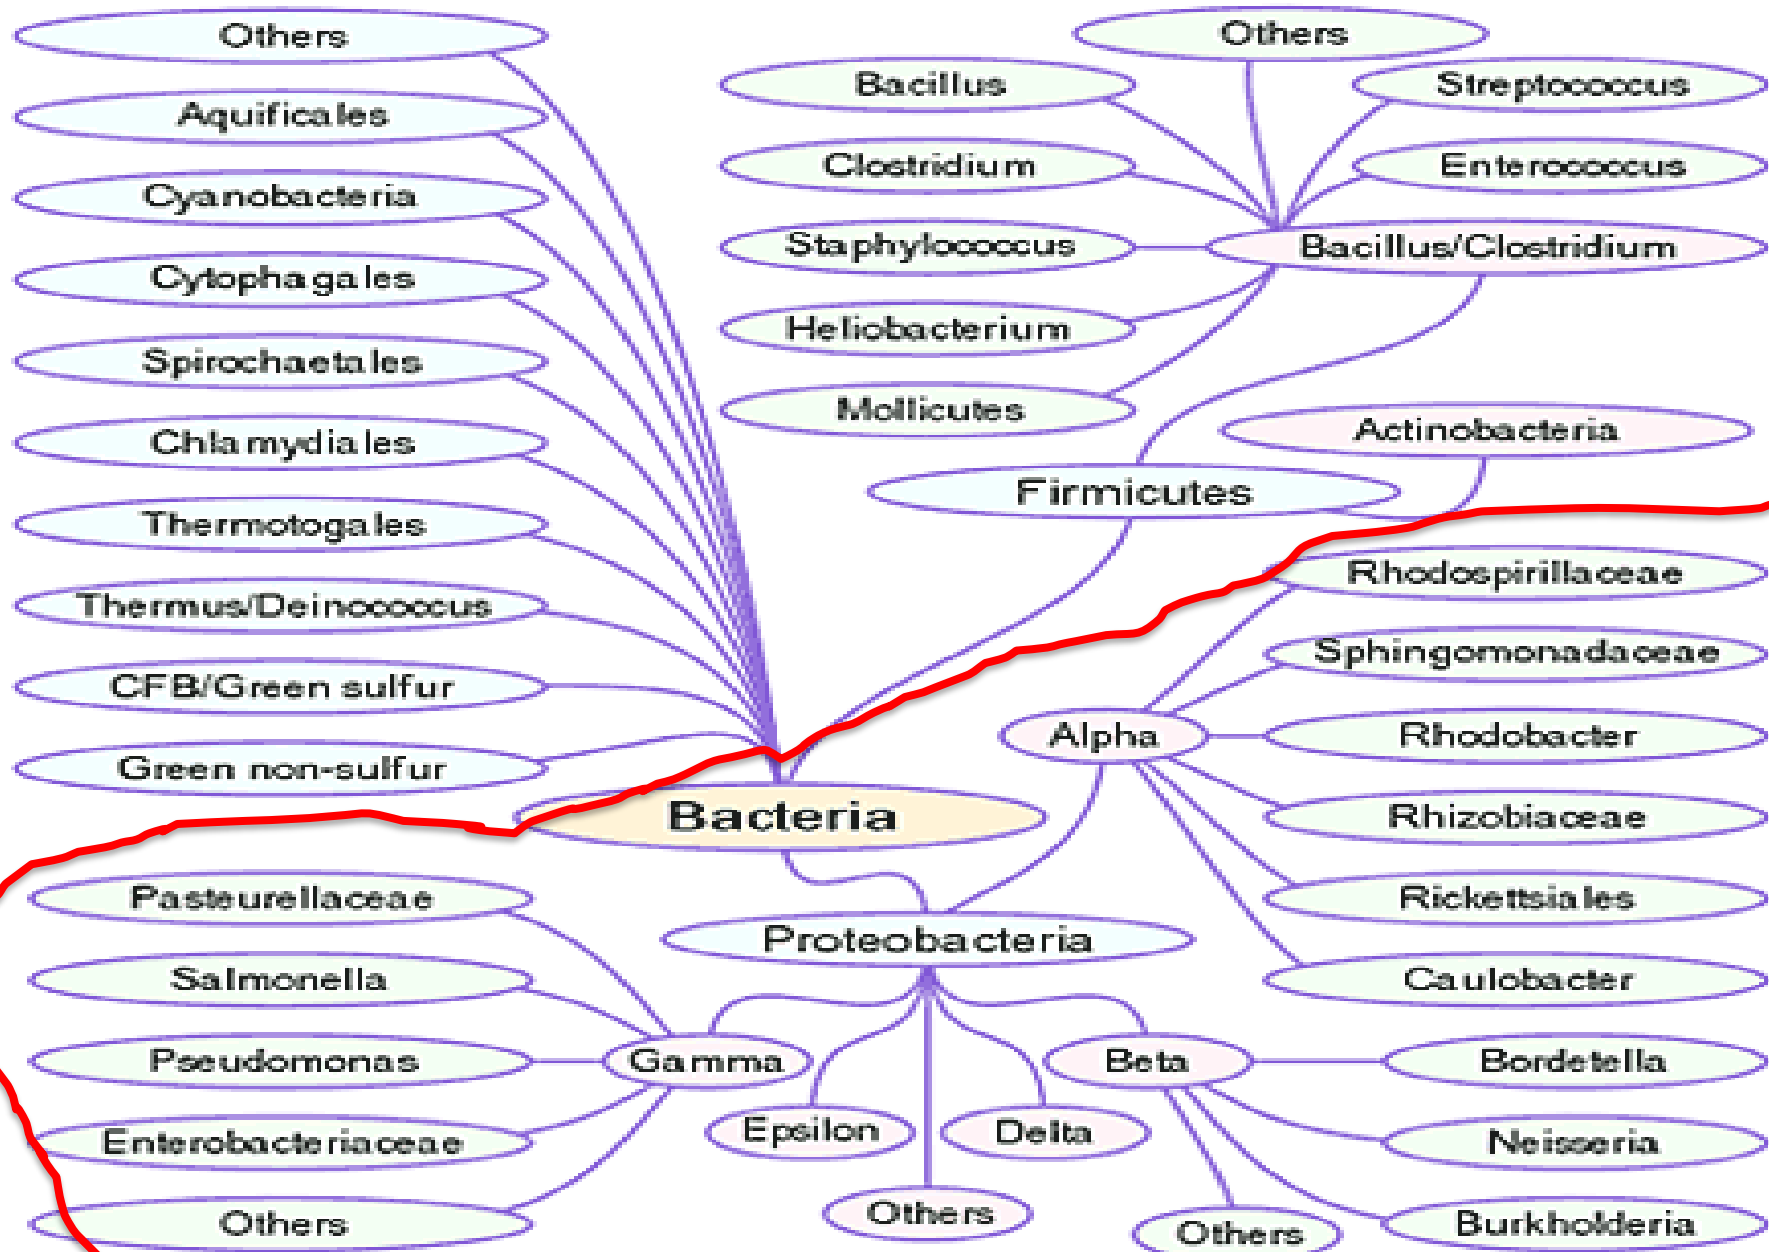 Others
Aquificales
Cyanobacteria
Cytophagales
Spirochaetales
Chlamydiales
Thermotogales
Thermus/Deinococcus
CFB/Green sulfur
Green non-sulfur
Others
Bacillus
Streptococcus
Clostridium
Enterococcus
Staphylococcus
Bacillus/Clostridium
Heliobacterium
Mollicutes
Actinobacteria
Firmicutes
Rhodospirillaceae
Sphingomonadaceae
Alpha
Rhodobacter
Rhizobiaceae
Rickettsiales
Caulobacter
Bacteria
Proteobacteria
Pasteurellaceae
Salmonella
Pseudomonas
Gamma
Enterobacteriaceae
Others
Epsilon
Others
Delta
Beta
Bordetella
Neisseria
Others
Burkholderia